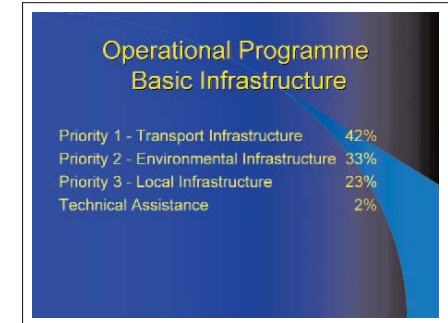 Operational Programme
Basic Infrastructure
Priority 1 - Transport Infrastructure 42%
Priority 2 - Environmental Infrastructure 33%
Priority 3 - Local Infrastructure 23%
Technical Assistance 2%